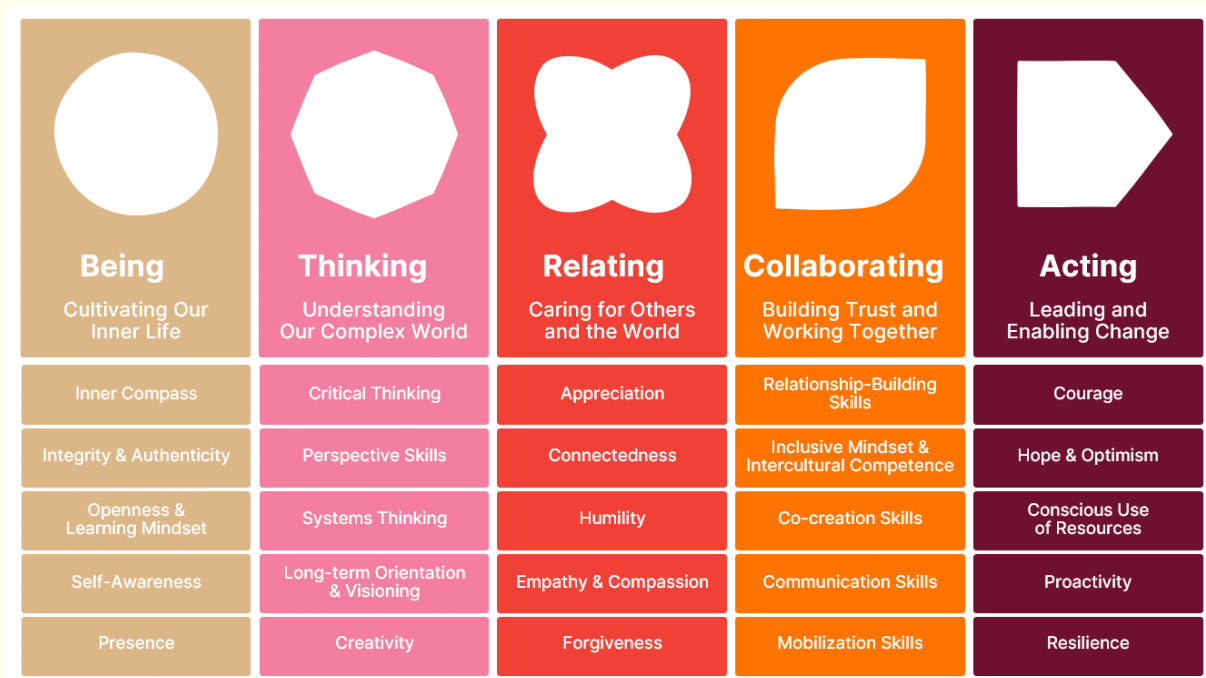 Being
Cultivating Our
Inner Life
Inner Compass
Integrity & Authenticity
Openness &
Learning Mindset
Self-Awareness
Presence
Thinking
Understanding
Our Complex World
Critical Thinking
Perspective Skills
Systems Thinking
Long-term Orientation
& Visioning
Creativity
Relating
Caring for Others
and the World
Appreciation
Connectedness
Humility
Empathy & Compassion
Forgiveness
Collaborating
Building Trust and
Working Together
Relationship-Building
Skills
Inclusive Mindset &
Intercultural Competence
Co-creation Skills
Communication Skills
Mobilization Skills
Acting
Leading and
Enabling Change
Courage
Hope & Optimism
Conscious Use
of Resources
Proactivity
Resilience